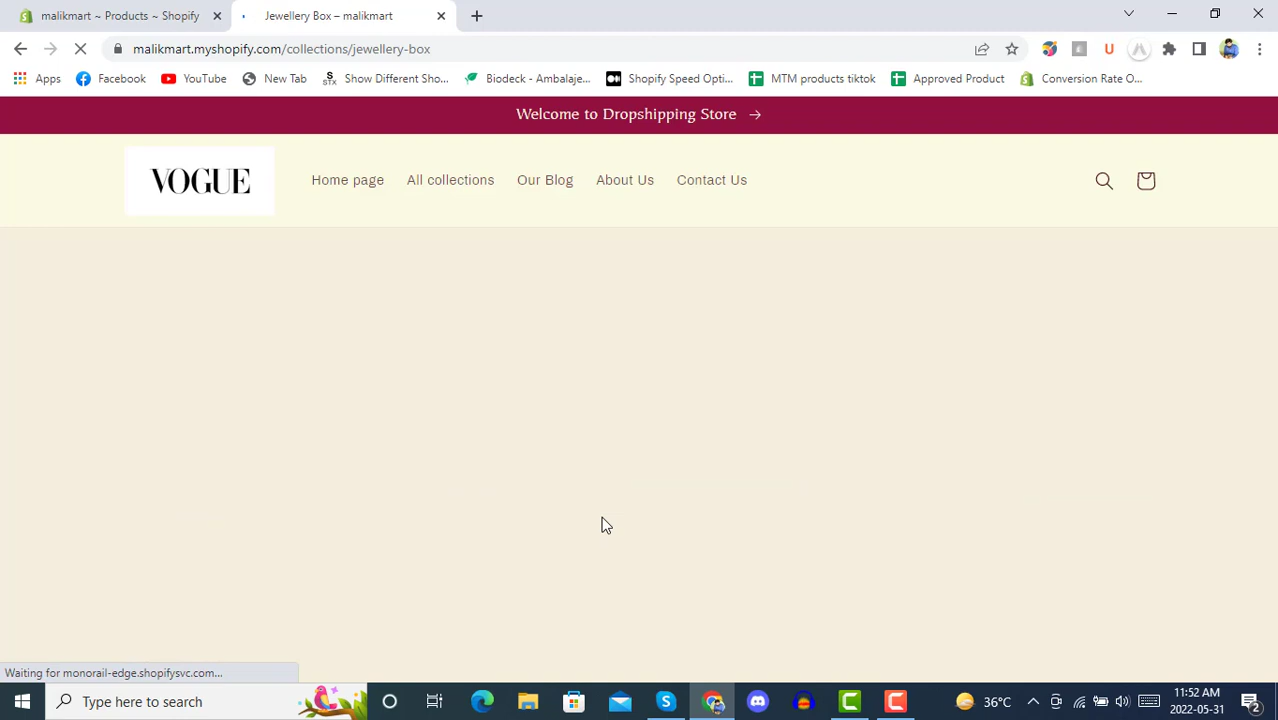 malikmart ~ Products ~ Shopify
Jewellery Box – malikmart
malikmart.myshopify.com/collections/jewellery-box
Apps
Facebook
YouTube
New Tab
STX
Show Different Sho...
Biodeck - Ambalaje...
Shopify Speed Opti...
MTM products tiktok
Approved Product
Conversion Rate O...
Welcome to Dropshipping Store →
VOGUE
Home page
All collections
Our Blog
About Us
Contact Us
Waiting for monorail-edge.shopifysvc.com...
Type here to search
36°C
11:52 AM
2022-05-31
2